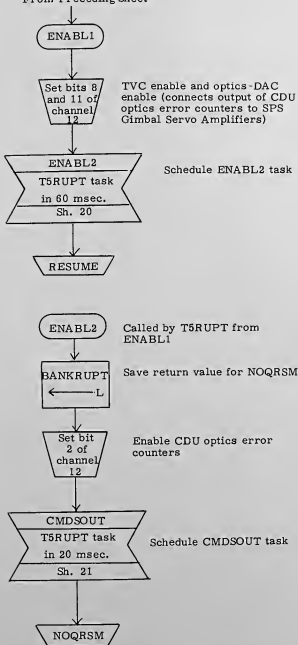 From Preceding Sheet
ENABL1
Set bits 8
and 11 of
channel
12
TVC enable and optics-DAC
enable (connects output of CDU
optics error counters to SPS
Gimbal Servo Amplifiers)
ENABL2
T5RUPT task
in 60 msec.
Sh. 20
Schedule ENABL2 task
RESUME
ENABL2
Called by T5RUPT from
ENABL1
BANKRUPT
L
Save return value for NOQRSM
Set bit
2 of
channel
12
Enable CDU optics error
counters
CMDSOUT
T5RUPT task
in 20 msec.
Sh. 21
Schedule CMDSOUT task
NOQRSM